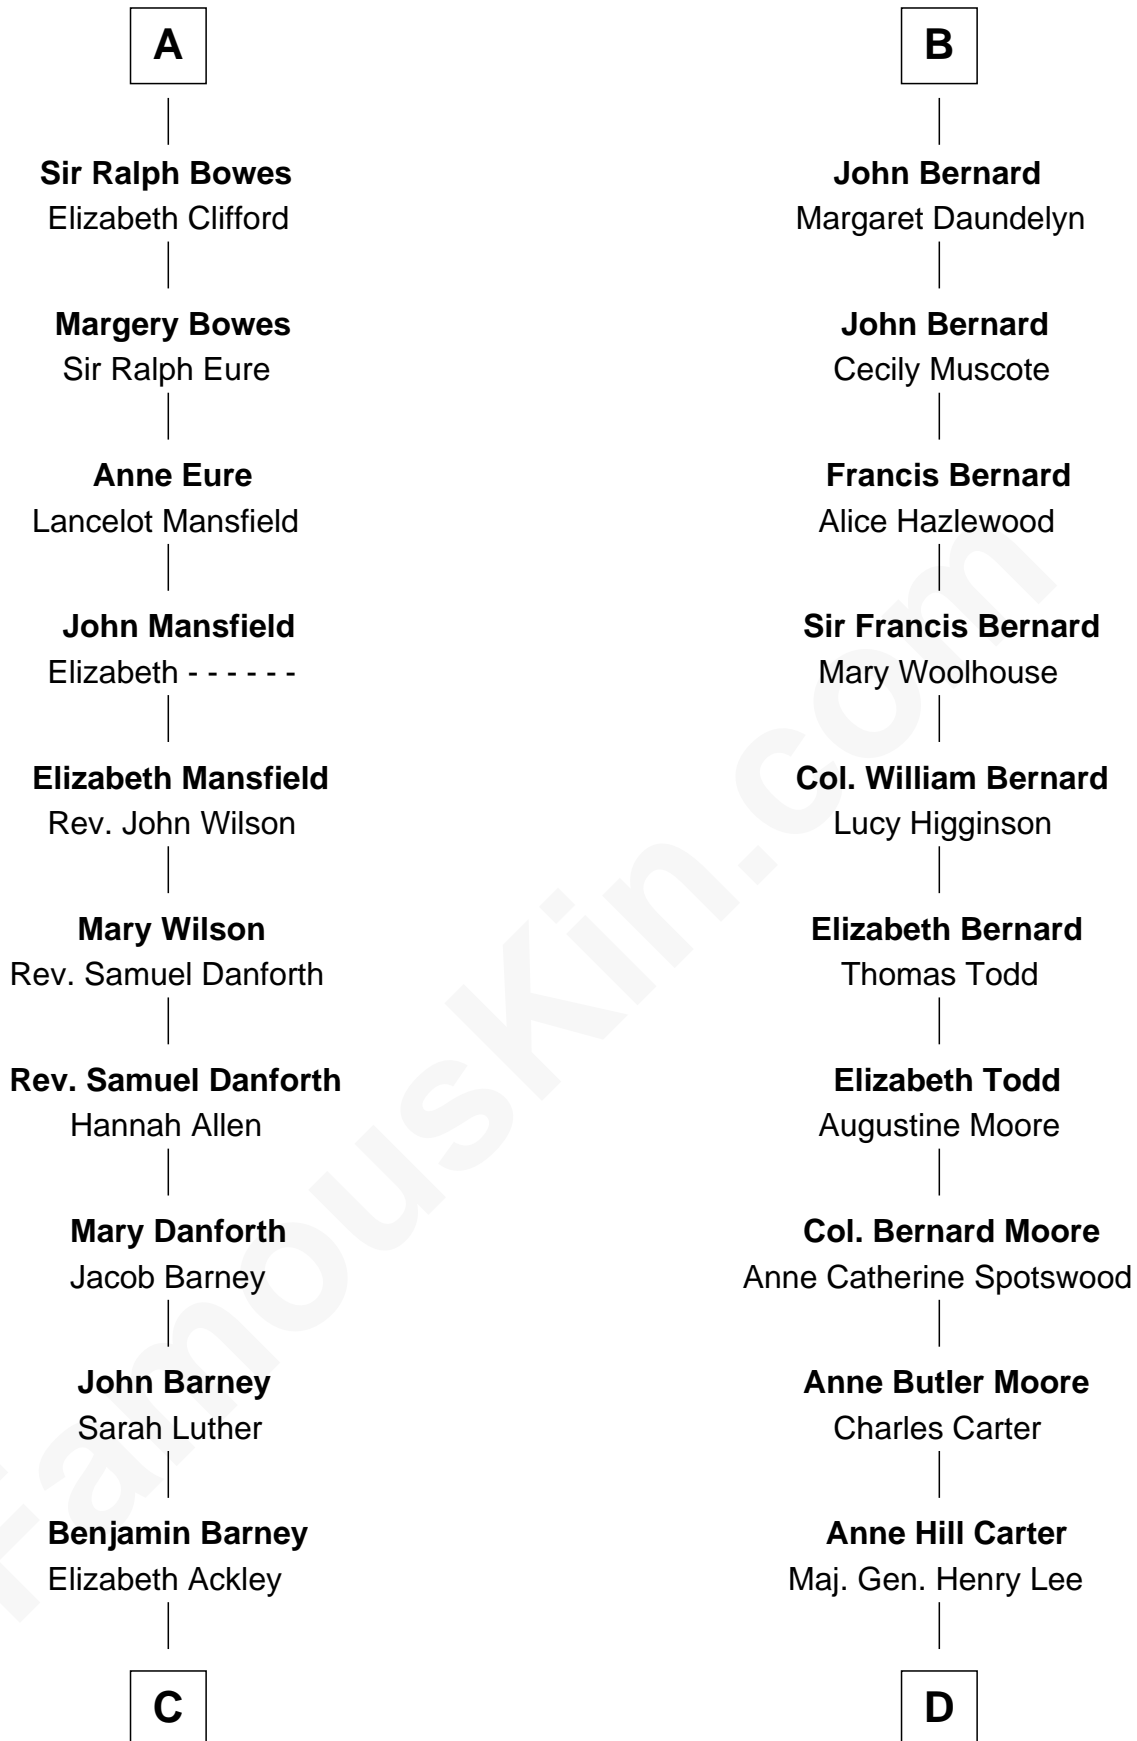 A
Sir Ralph Bowes
Elizabeth Clifford
Margery Bowes
Sir Ralph Eure
Anne Eure
Lancelot Mansfield
John Mansfield
Elizabeth - - - - - -
Elizabeth Mansfield
Rev. John Wilson
Mary Wilson
Rev. Samuel Danforth
Rev. Samuel Danforth
Hannah Allen
Mary Danforth
Jacob Barney
John Barney
Sarah Luther
Benjamin Barney
Elizabeth Ackley
C
B
John Bernard
Margaret Daundelyn
John Bernard
Cecily Muscote
Francis Bernard
Alice Hazlewood
Sir Francis Bernard
Mary Woolhouse
Col. William Bernard
Lucy Higginson
Elizabeth Bernard
Thomas Todd
Elizabeth Todd
Augustine Moore
Col. Bernard Moore
Anne Catherine Spotswood
Anne Butler Moore
Charles Carter
Anne Hill Carter
Maj. Gen. Henry Lee
D
FamousKin.com